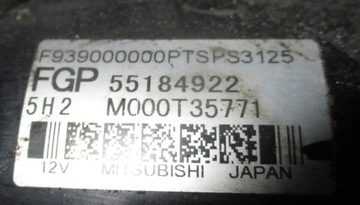 F939000000PTSPS3125
FGP 55184922
5H2 M000T35771
12V MITSUBISHI JAPAN